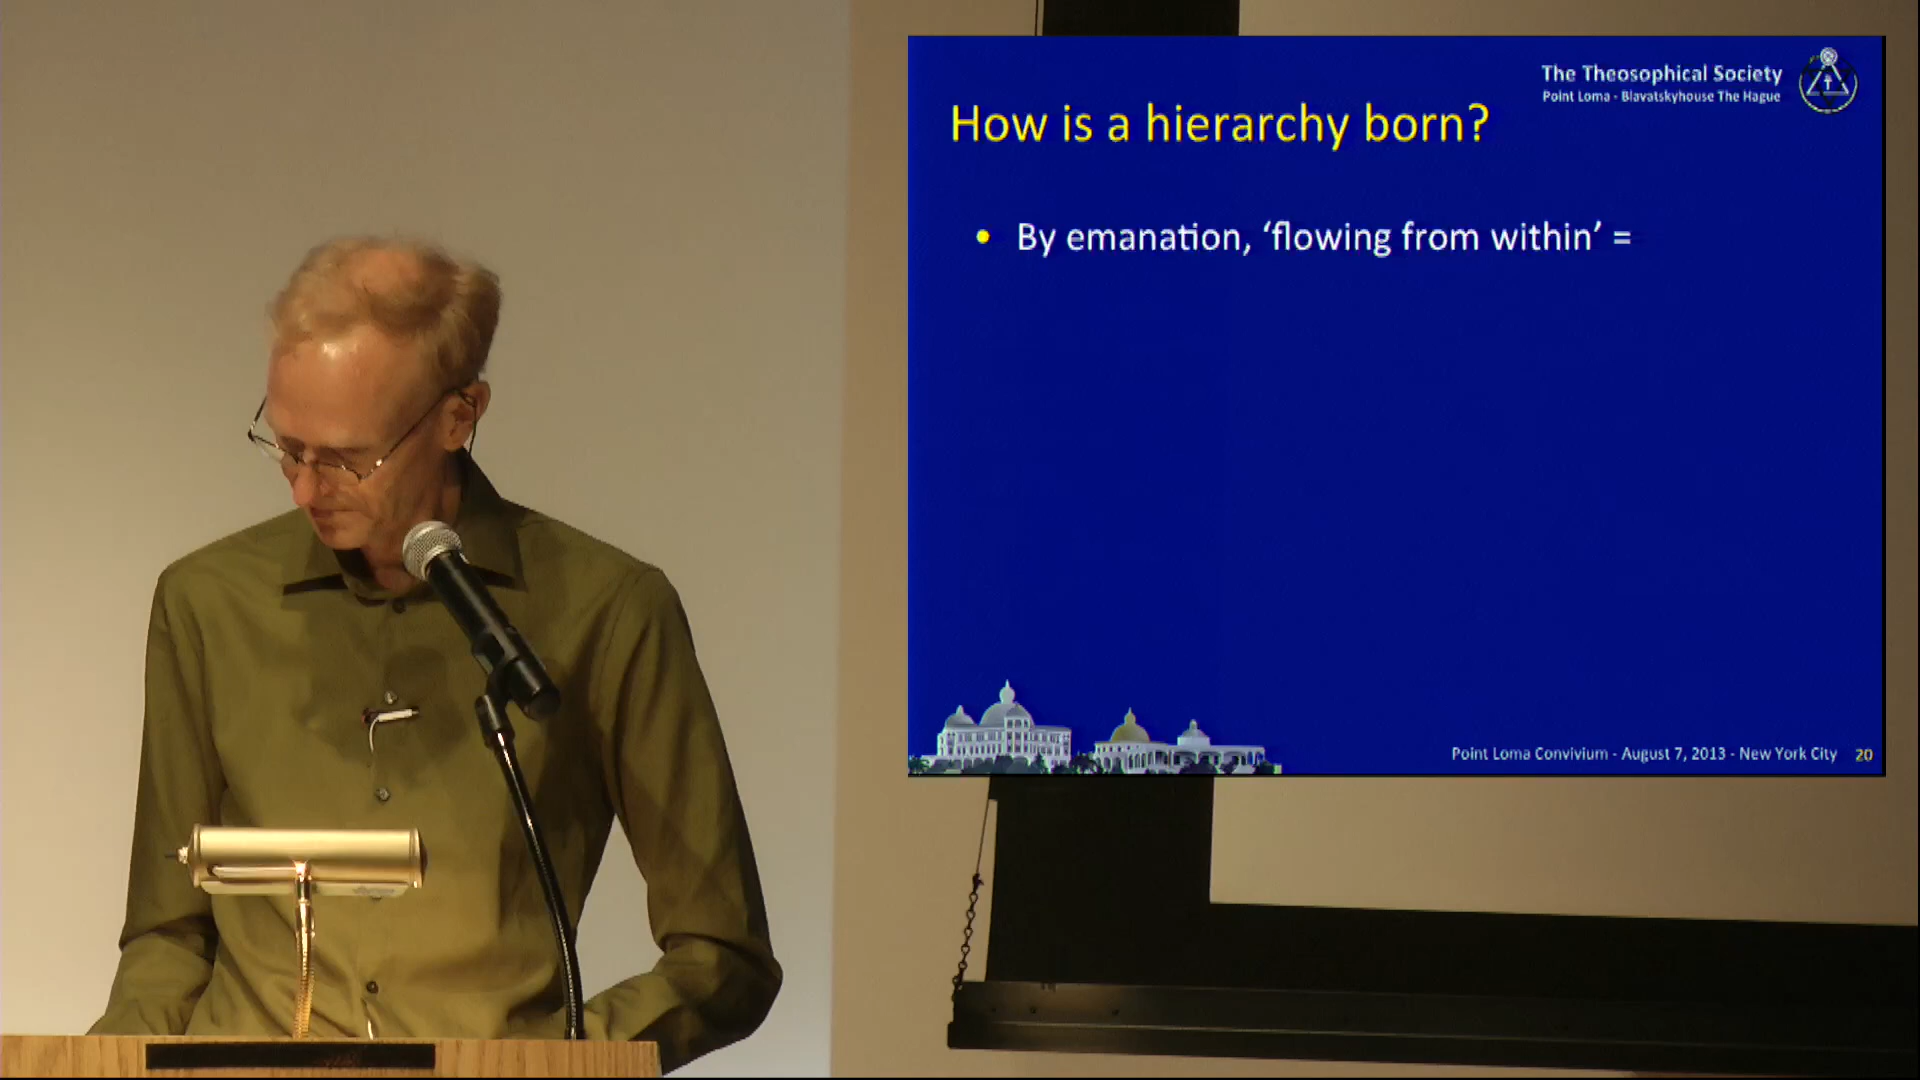 The Theosophical Society
Point Loma - Blavatskyhouse The Hague
How is a hierarchy born?
• By emanation, ‘flowing from within’ =
Point Loma Convivium - August 7, 2013 - New York City 20